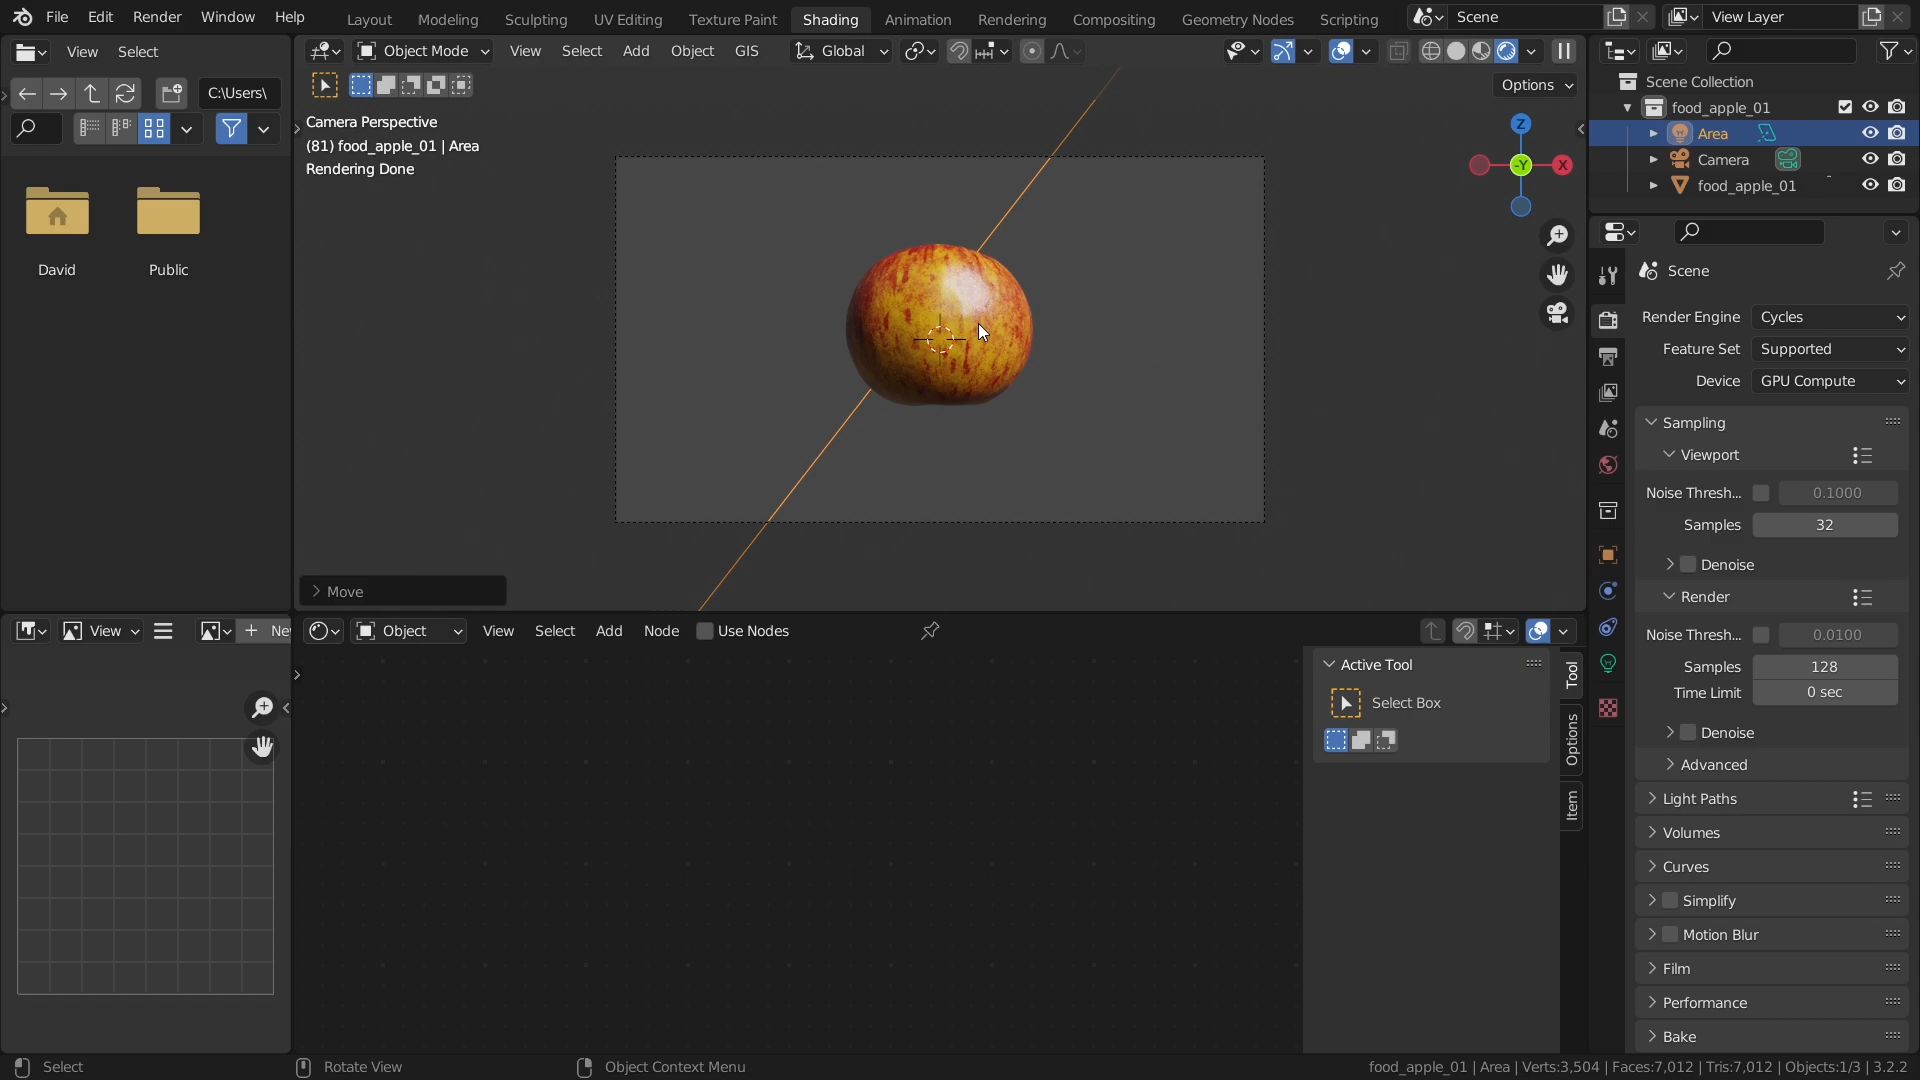 File Edit Render Window Help Layout Modeling Sculpting UV Editing Texture Paint Shading Animation Rendering Compositing Geometry Nodes Scripting Scene View Layer
View Select
Object Mode View Select Add Object GIS Global
C:\Users\
Options
Camera Perspective
(81) food_apple_01 | Area
Rendering Done
Z
-Y
X
David Public
Move
Scene Collection
food_apple_01
Area
Camera
food_apple_01
Scene
Render Engine Cycles
Feature Set Supported
Device GPU Compute
Sampling
Viewport
Noise Thresh... 0.1000
Samples 32
Denoise
Render
Noise Thresh... 0.0100
Samples 128
Time Limit 0 sec
Denoise
Advanced
Light Paths
Volumes
Curves
Simplify
Motion Blur
Film
Performance
Bake
View Ne
Object View Select Add Node Use Nodes
Active Tool
Select Box
Tool
Options
Item
Select Rotate View Object Context Menu food_apple_01 | Area | Verts:3,504 | Faces:7,012 | Tris:7,012 | Objects:1/3 | 3.2.2